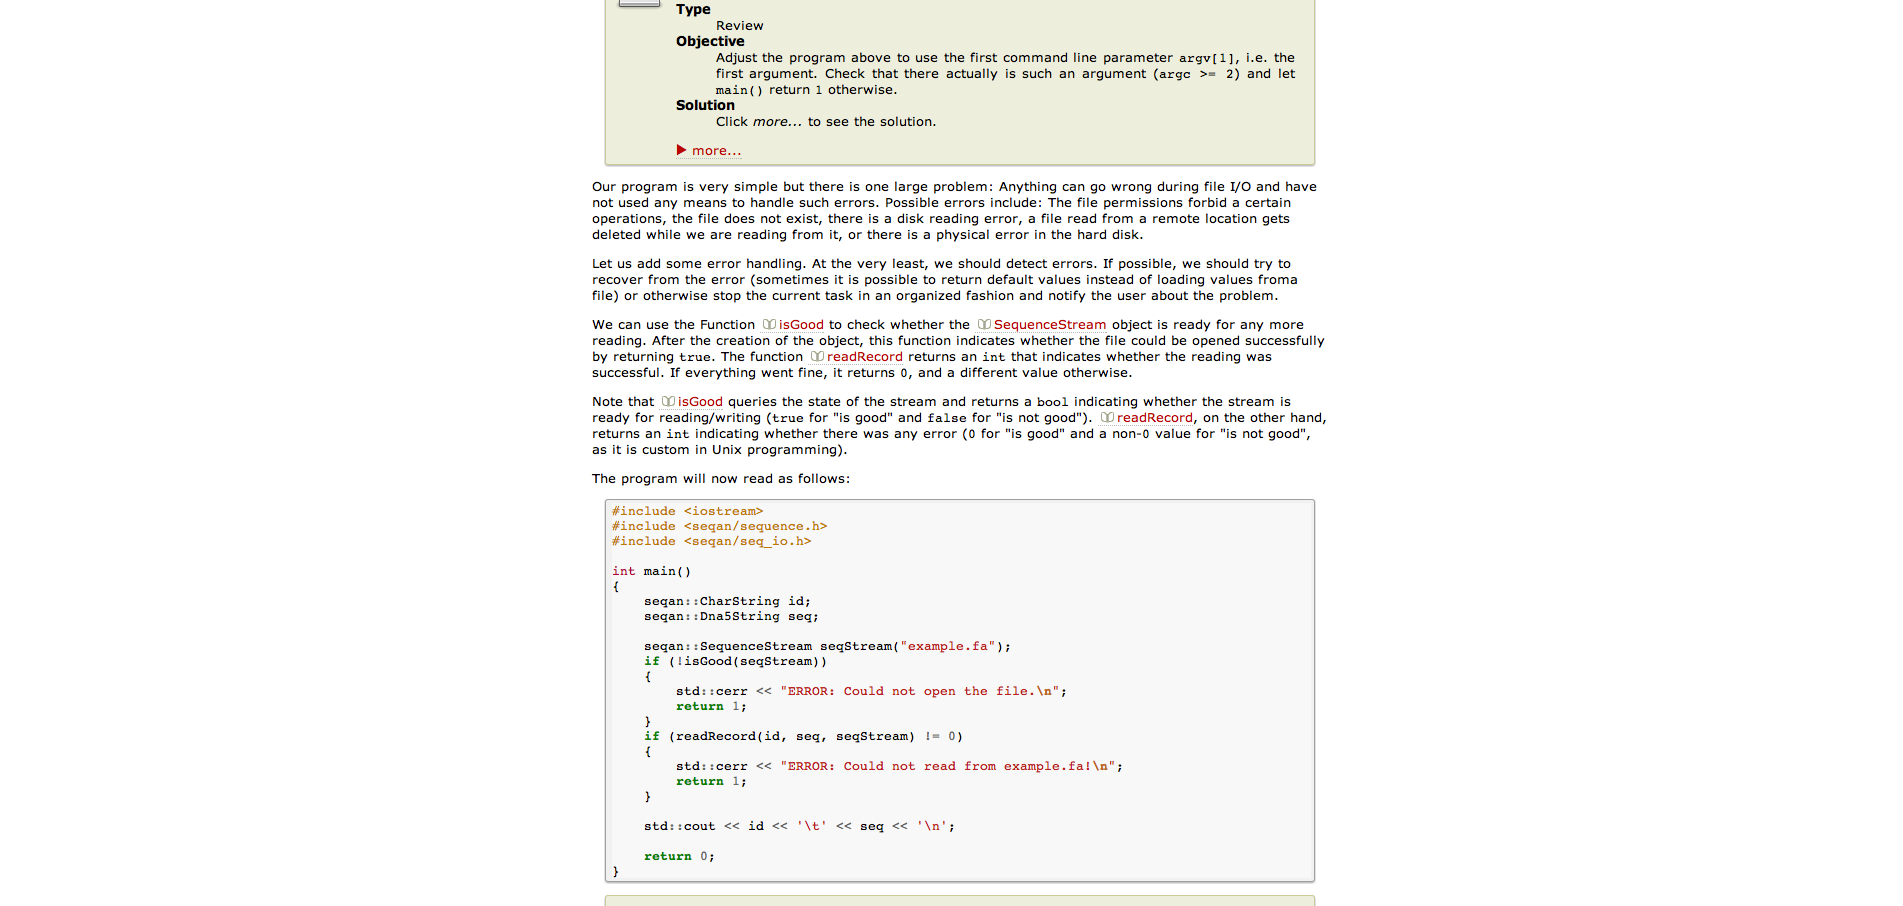 Type
Review
Objective
Adjust the program above to use the first command line parameter argv[1], i.e. the
first argument. Check that there actually is such an argument (argc >= 2) and let
main() return 1 otherwise.
Solution
Click more... to see the solution.
▶ more...
Our program is very simple but there is one large problem: Anything can go wrong during file I/O and have
not used any means to handle such errors. Possible errors include: The file permissions forbid a certain
operations, the file does not exist, there is a disk reading error, a file read from a remote location gets
deleted while we are reading from it, or there is a physical error in the hard disk.
Let us add some error handling. At the very least, we should detect errors. If possible, we should try to
recover from the error (sometimes it is possible to return default values instead of loading values froma
file) or otherwise stop the current task in an organized fashion and notify the user about the problem.
We can use the Function isGood to check whether the SequenceStream object is ready for any more
reading. After the creation of the object, this function indicates whether the file could be opened successfully
by returning true. The function readRecord returns an int that indicates whether the reading was
successful. If everything went fine, it returns 0, and a different value otherwise.
Note that isGood queries the state of the stream and returns a bool indicating whether the stream is
ready for reading/writing (true for "is good" and false for "is not good"). readRecord, on the other hand,
returns an int indicating whether there was any error (0 for "is good" and a non-0 value for "is not good",
as it is custom in Unix programming).
The program will now read as follows:
#include <iostream>
#include <seqan/sequence.h>
#include <seqan/seq_io.h>
int main()
{
    seqan::CharString id;
    seqan::Dna5String seq;
    seqan::SequenceStream seqStream("example.fa");
    if (!isGood(seqStream))
    {
        std::cerr << "ERROR: Could not open the file.\n";
        return 1;
    }
    if (readRecord(id, seq, seqStream) != 0)
    {
        std::cerr << "ERROR: Could not read from example.fa!\n";
        return 1;
    }
    std::cout << id << '\t' << seq << '\n';
    return 0;
}